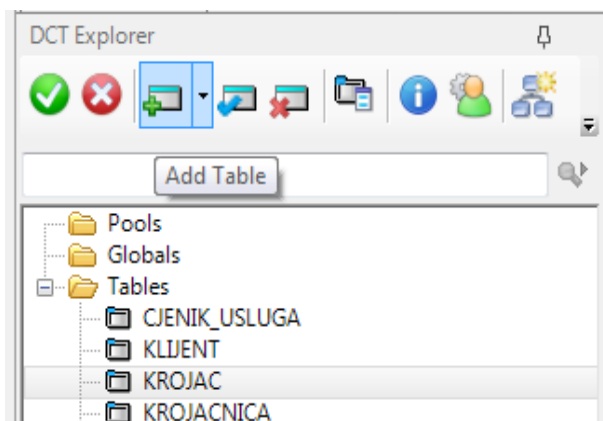 DCT Explorer
Add Table
Pools
Globals
Tables
CJENIK_USLUGA
KLIJENT
KROJAC
KROJACNICA